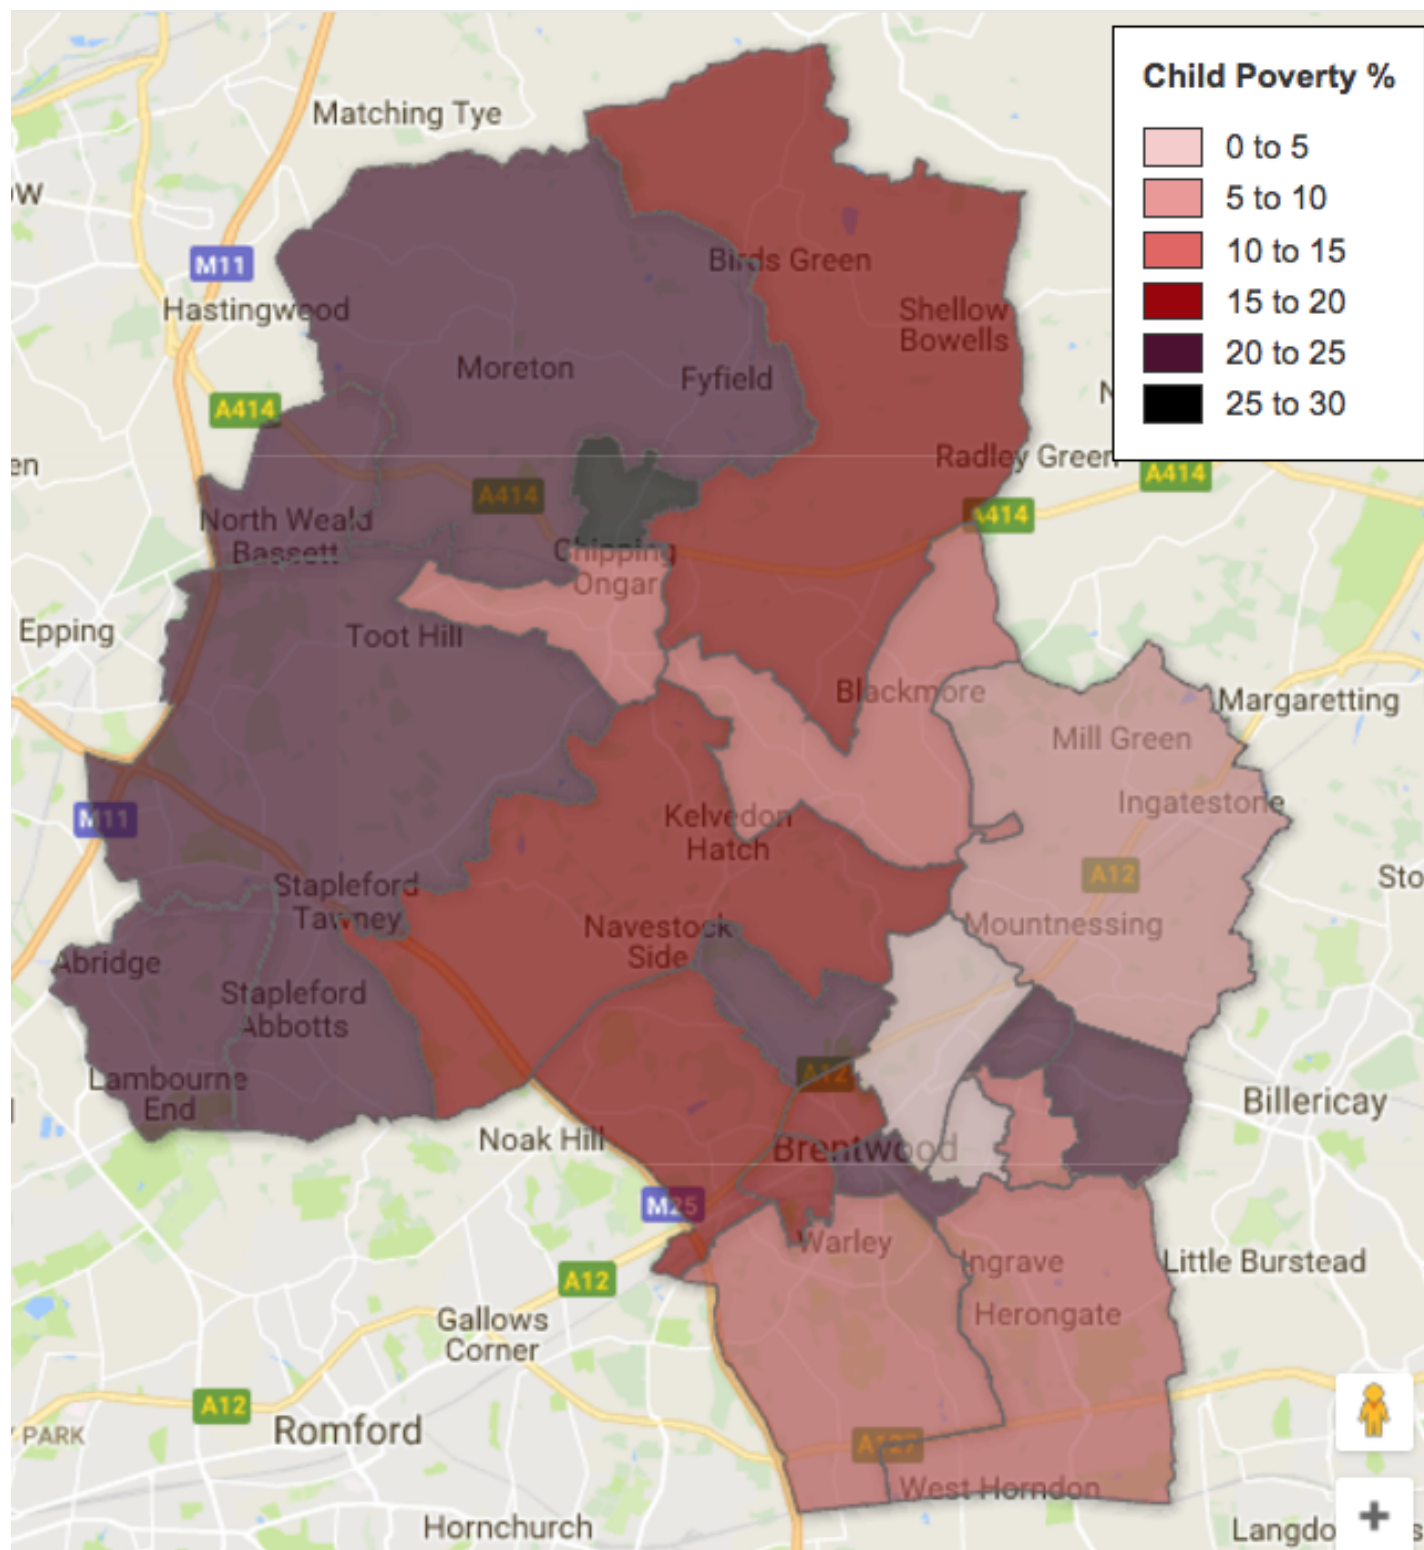 Matching Tye
Child Poverty %
0 to 5
5 to 10
10 to 15
15 to 20
20 to 25
25 to 30
M11
Hastingwood
Birds Green
Shellow
Bowells
Moreton
Fyfield
A414
Radley Green
A414
A414
A414
North Weald
Bassett
Chipping
Ongar
Epping
Toot Hill
Blackmore
Margaretting
Mill Green
Ingatestone
M11
Kelvedon
Hatch
A12
Stapleford
Tawney
Navestock
Side
Mountnessing
Abridge
Stapleford
Abbotts
Lambourne
End
A12
Billericay
Noak Hill
Brentwood
M25
Warley
Ingrave
Little Burstead
A12
Herongate
Gallows
Corner
A12
Romford
PARK
A127
West Horndon
Hornchurch
Langdo